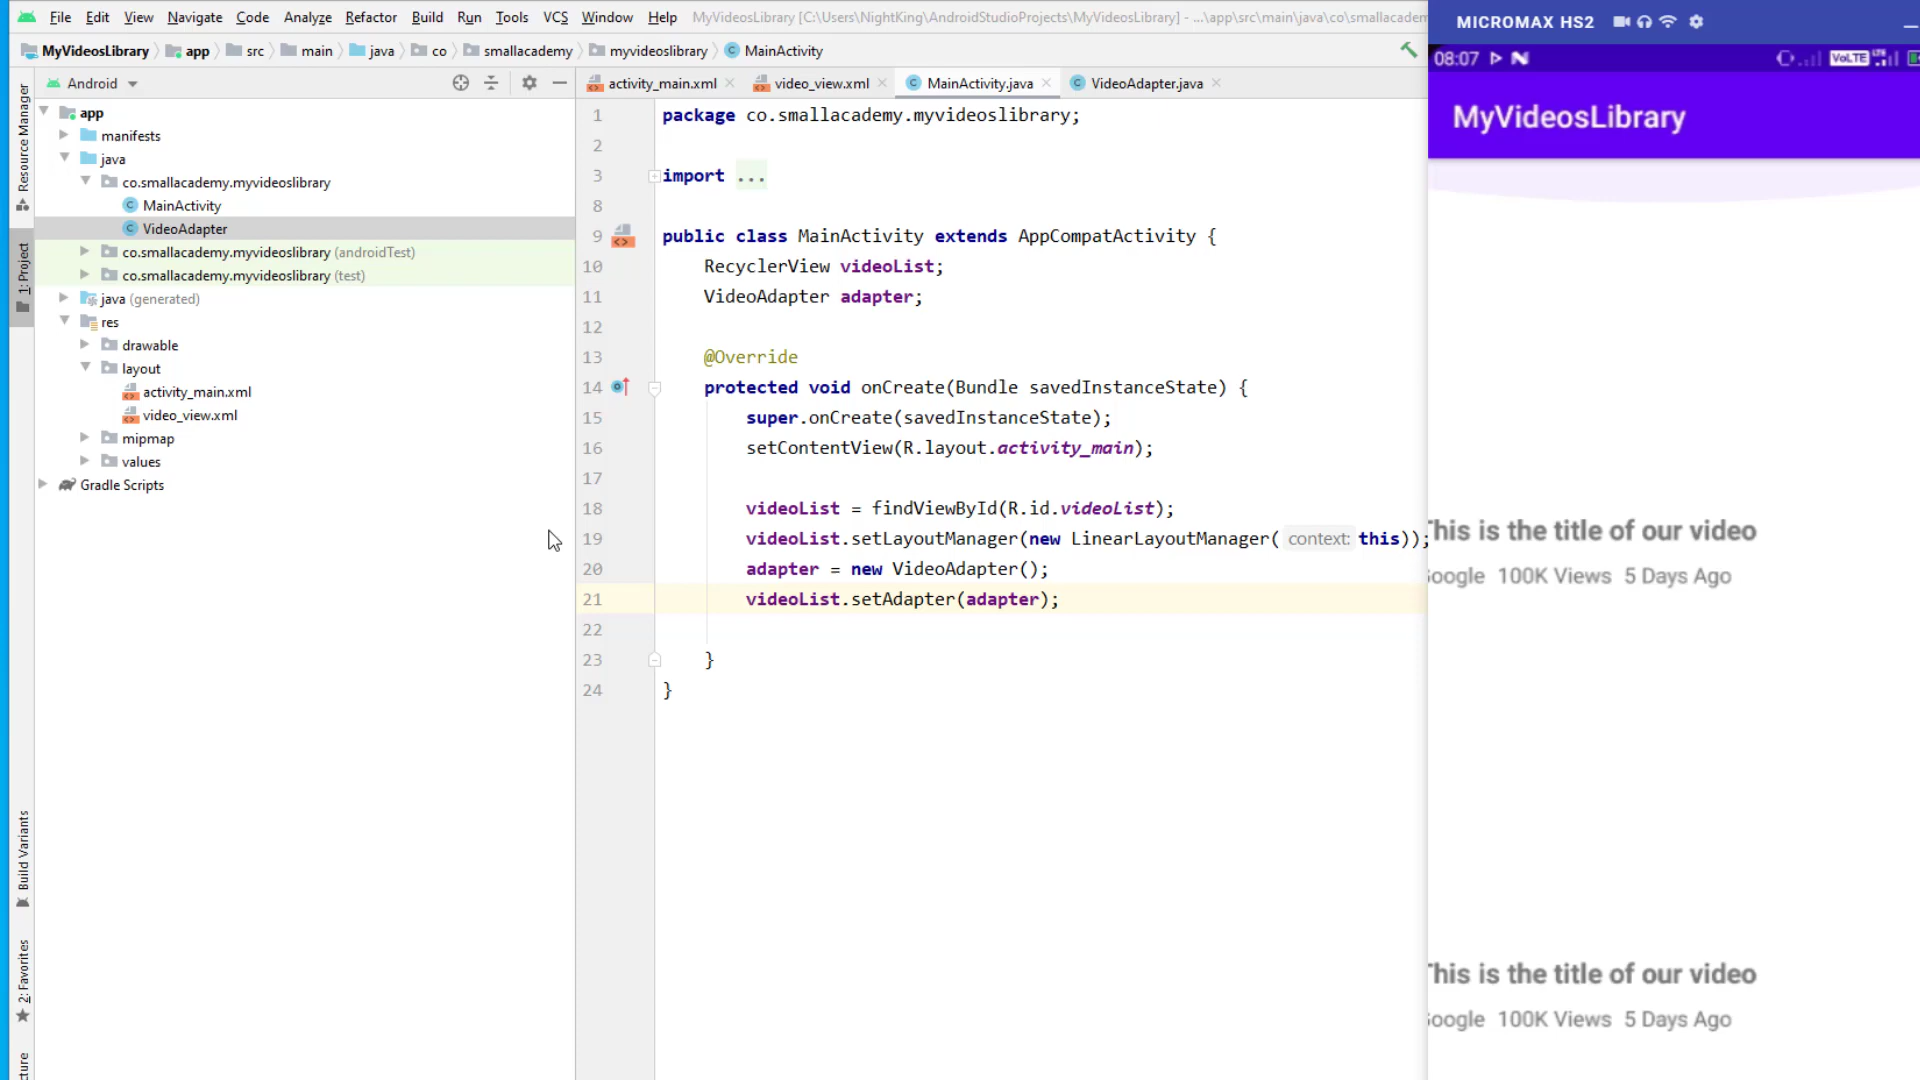 File Edit View Navigate Code Analyze Refactor Build Run Tools VCS Window Help MyVideosLibrary [C:\Users\NightKing\AndroidStudioProjects\MyVideosLibrary] - ...\app\src\main\java\co\smallacadem
MyVideosLibrary app src main java co smallacademy myvideoslibrary MainActivity
Android
activity_main.xml video_view.xml MainActivity.java VideoAdapter.java
Resource Manager
1: Project
Build Variants
2: Favorites
cture
app
manifests
java
co.smallacademy.myvideoslibrary
MainActivity
VideoAdapter
co.smallacademy.myvideoslibrary (androidTest)
co.smallacademy.myvideoslibrary (test)
java (generated)
res
drawable
layout
activity_main.xml
video_view.xml
mipmap
values
Gradle Scripts
1 package co.smallacademy.myvideoslibrary;
2
3 import ...
8
9 public class MainActivity extends AppCompatActivity {
10 RecyclerView videoList;
11 VideoAdapter adapter;
12
13 @Override
14 protected void onCreate(Bundle savedInstanceState) {
15 super.onCreate(savedInstanceState);
16 setContentView(R.layout.activity_main);
17
18 videoList = findViewById(R.id.videoList);
19 videoList.setLayoutManager(new LinearLayoutManager( context: this));
20 adapter = new VideoAdapter();
21 videoList.setAdapter(adapter);
22
23 }
24 }
MICROMAX HS2
08:07 VoLTE LTE
MyVideosLibrary
This is the title of our video
Google 100K Views 5 Days Ago
This is the title of our video
Google 100K Views 5 Days Ago